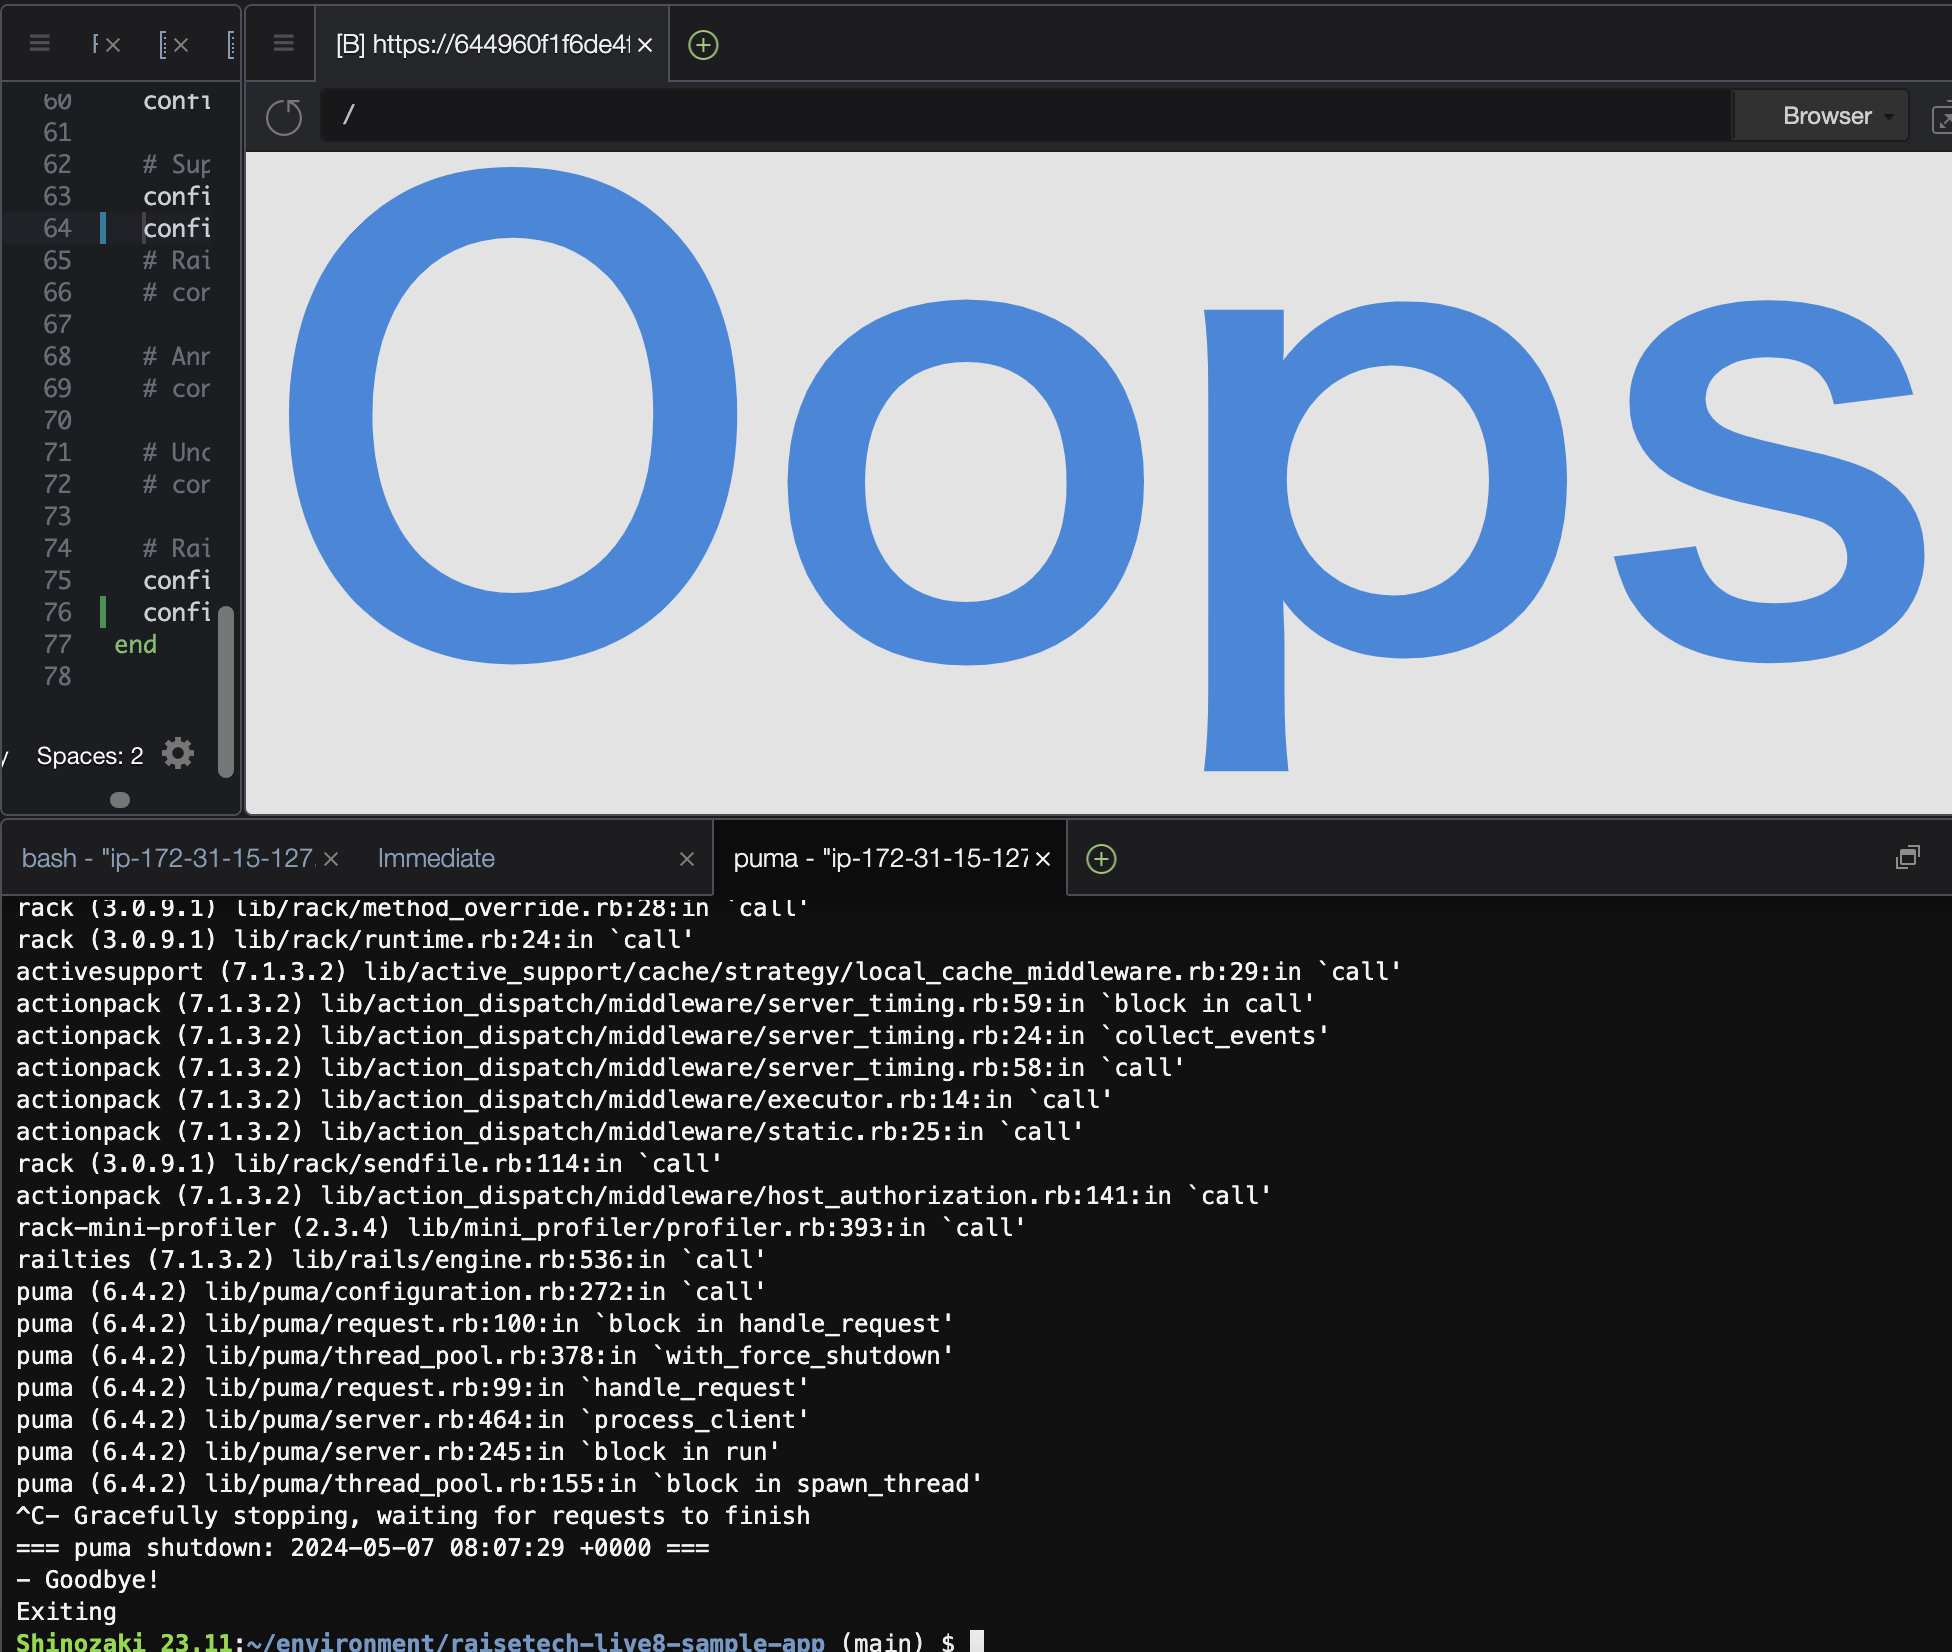 [B] https://644960f1f6de4
/
Browser
60 confi
61
62 # Sup
63 confi
64 confi
65 # Rai
66 # cor
67
68 # Anr
69 # cor
70
71 # Unc
72 # cor
73
74 # Rai
75 confi
76 confi
77 end
78
Spaces: 2
Oops
bash - "ip-172-31-15-127.
Immediate
puma - "ip-172-31-15-127
rack (3.0.9.1) lib/rack/method_override.rb:28:in `call'
rack (3.0.9.1) lib/rack/runtime.rb:24:in `call'
activesupport (7.1.3.2) lib/active_support/cache/strategy/local_cache_middleware.rb:29:in `call'
actionpack (7.1.3.2) lib/action_dispatch/middleware/server_timing.rb:59:in `block in call'
actionpack (7.1.3.2) lib/action_dispatch/middleware/server_timing.rb:24:in `collect_events'
actionpack (7.1.3.2) lib/action_dispatch/middleware/server_timing.rb:58:in `call'
actionpack (7.1.3.2) lib/action_dispatch/middleware/executor.rb:14:in `call'
actionpack (7.1.3.2) lib/action_dispatch/middleware/static.rb:25:in `call'
rack (3.0.9.1) lib/rack/sendfile.rb:114:in `call'
actionpack (7.1.3.2) lib/action_dispatch/middleware/host_authorization.rb:141:in `call'
rack-mini-profiler (2.3.4) lib/mini_profiler/profiler.rb:393:in `call'
railties (7.1.3.2) lib/rails/engine.rb:536:in `call'
puma (6.4.2) lib/puma/configuration.rb:272:in `call'
puma (6.4.2) lib/puma/request.rb:100:in `block in handle_request'
puma (6.4.2) lib/puma/thread_pool.rb:378:in `with_force_shutdown'
puma (6.4.2) lib/puma/request.rb:99:in `handle_request'
puma (6.4.2) lib/puma/server.rb:464:in `process_client'
puma (6.4.2) lib/puma/server.rb:245:in `block in run'
puma (6.4.2) lib/puma/thread_pool.rb:155:in `block in spawn_thread'
^C- Gracefully stopping, waiting for requests to finish
=== puma shutdown: 2024-05-07 08:07:29 +0000 ===
- Goodbye!
Exiting
Shinozaki 23.11:~/environment/raisetech-live8-sample-app (main) $